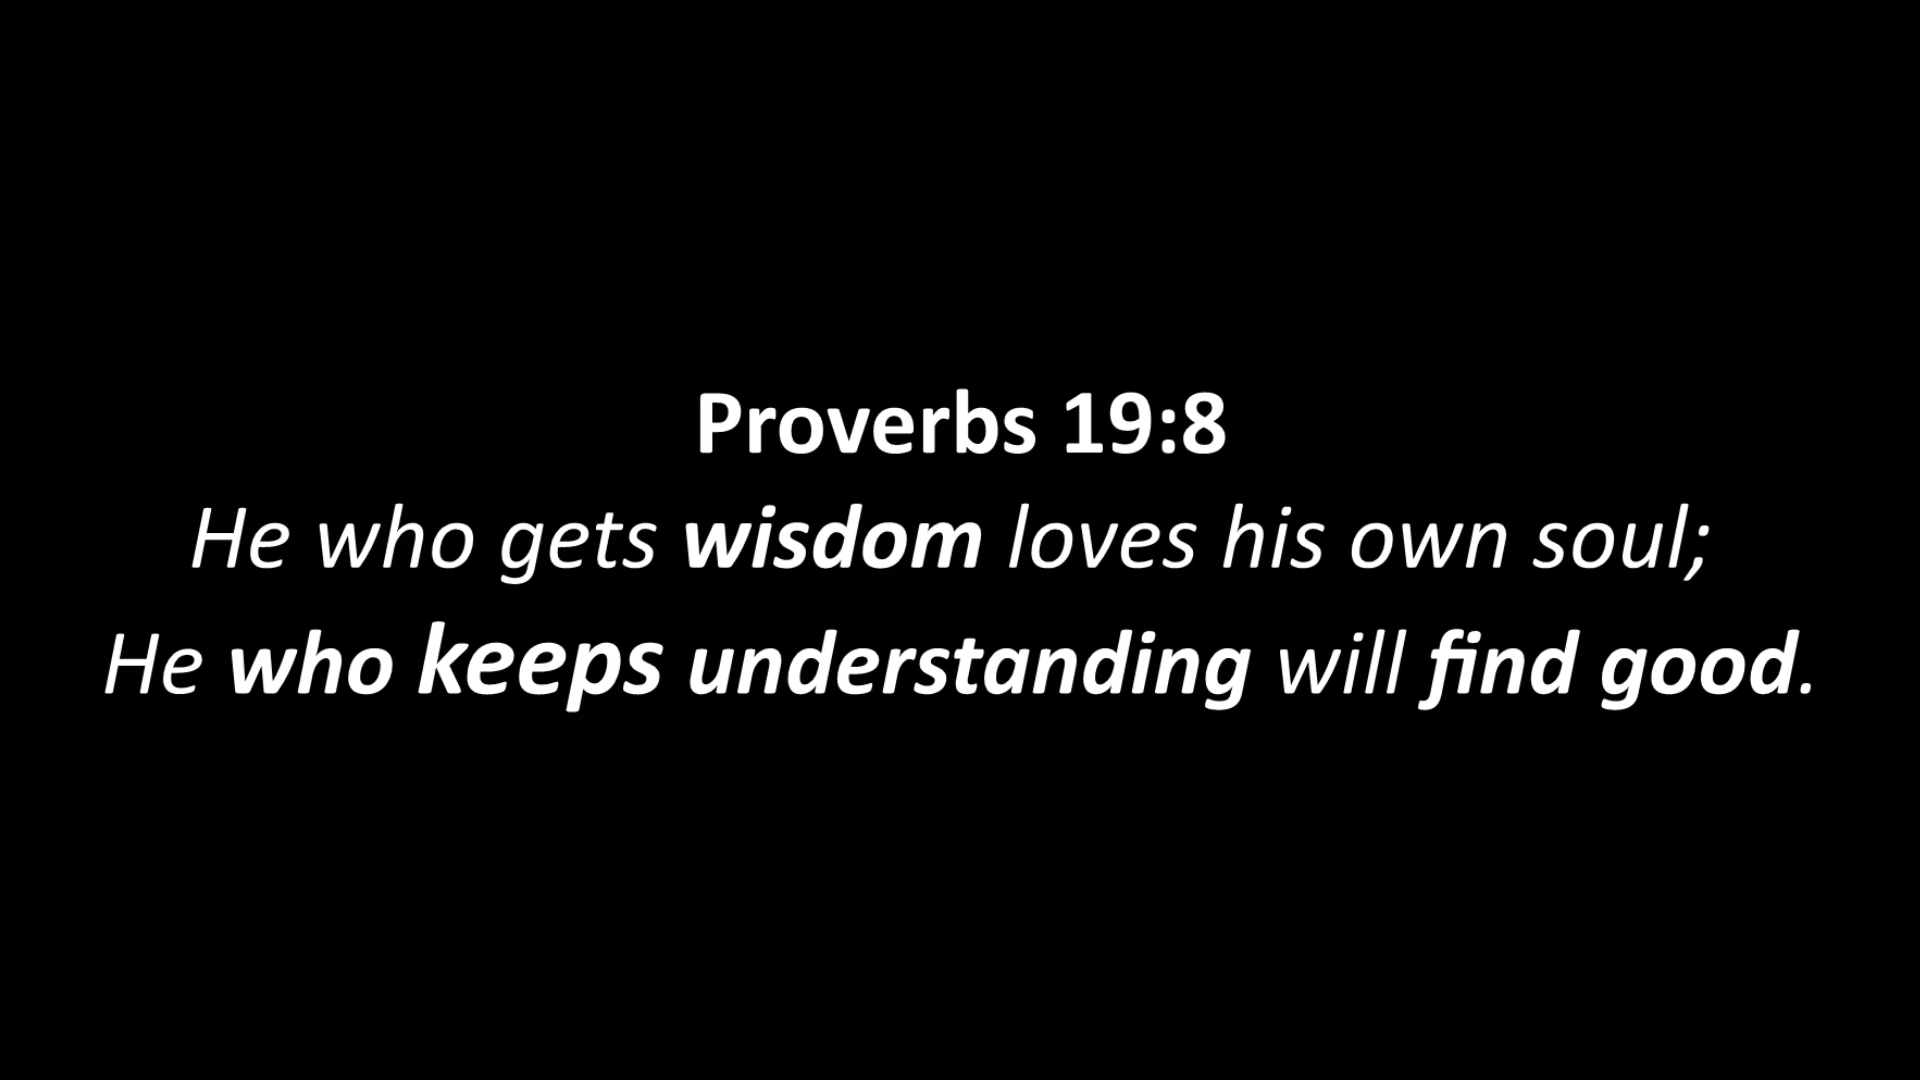 Proverbs 19:8
He who gets wisdom loves his own soul;
He who keeps understanding will find good.